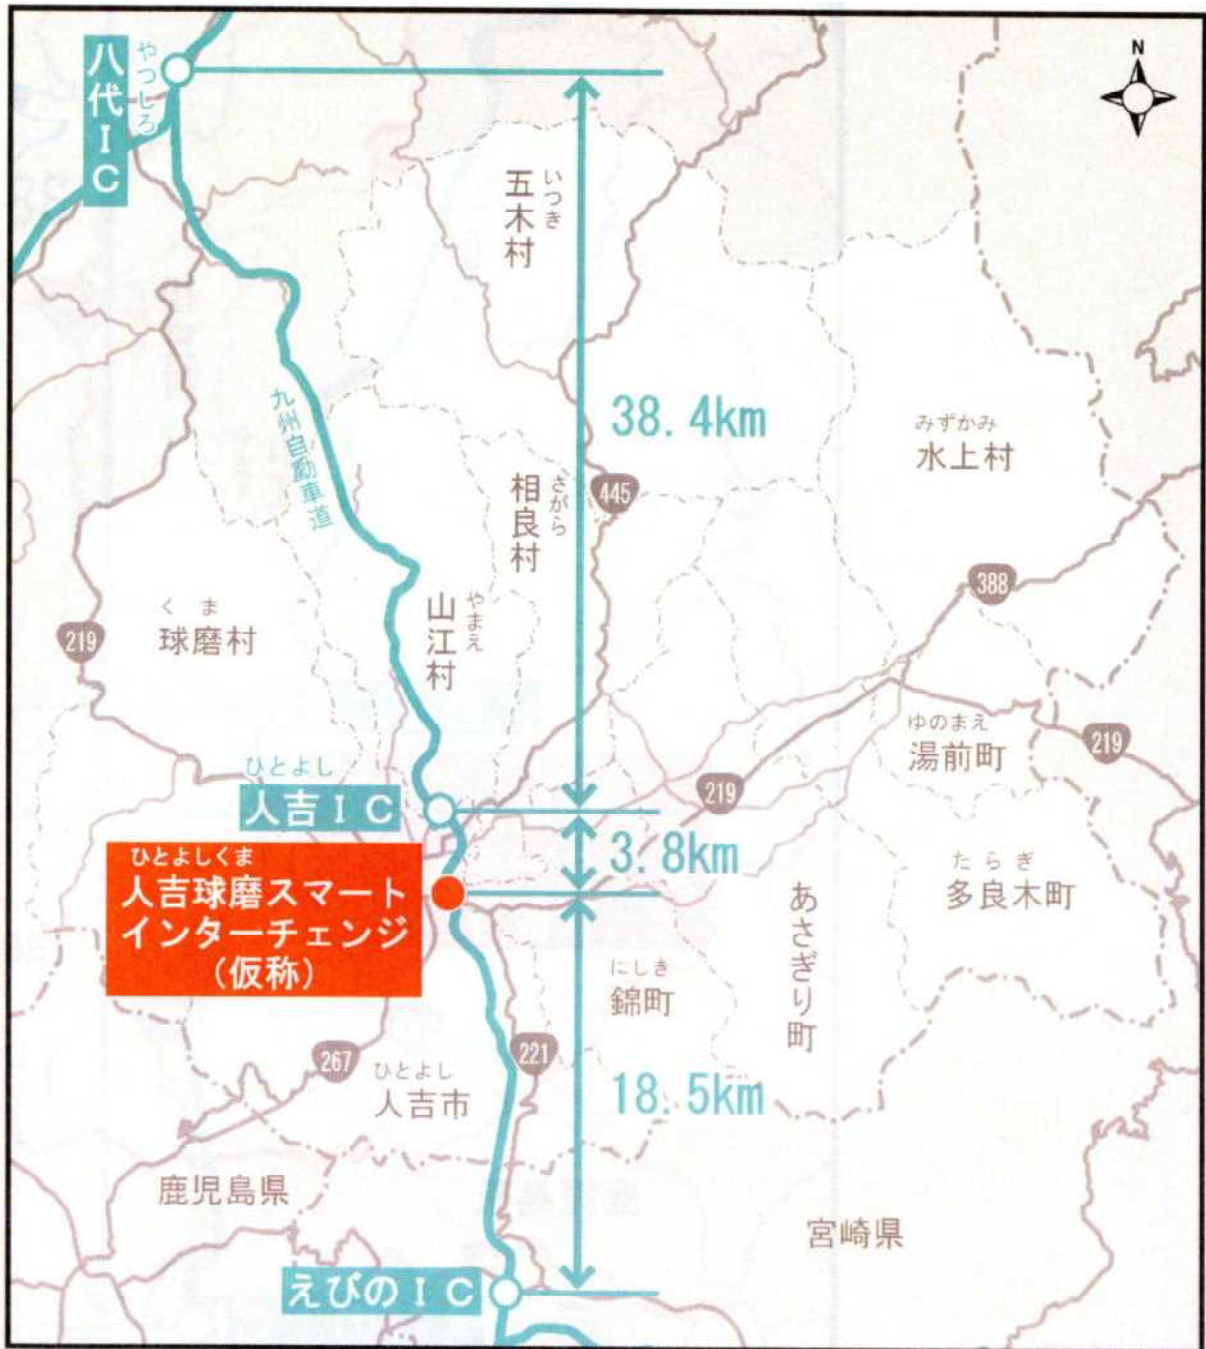 N
やつしろ
八代IC
いつき
五木村
38.4km
九州自動車道
みずかみ
水上村
さがら
相良村
445
388
くま
球磨村
219
やまえ
山江村
ゆのまえ
湯前町
219
ひとよし
人吉IC
219
3.8km
ひとよしくま
人吉球磨スマート
インターチェンジ
(仮称)
たらぎ
多良木町
あさぎり町
にしき
錦町
221
267
ひとよし
人吉市
18.5km
鹿児島県
宮崎県
えびのIC